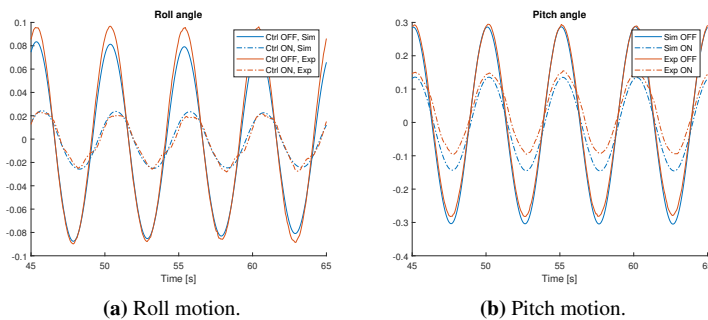 Roll angle
0.1
0.08
0.06
0.04
0.02
0
-0.02
-0.04
-0.06
-0.08
-0.1
45
50
55
60
65
Time [s]
Ctrl OFF, Sim
Ctrl ON, Sim
Ctrl OFF, Exp
Ctrl ON, Exp
(a) Roll motion.
Pitch angle
0.3
0.2
0.1
0
-0.1
-0.2
-0.3
-0.4
45
50
55
60
65
Time [s]
Sim OFF
Sim ON
Exp OFF
Exp ON
(b) Pitch motion.